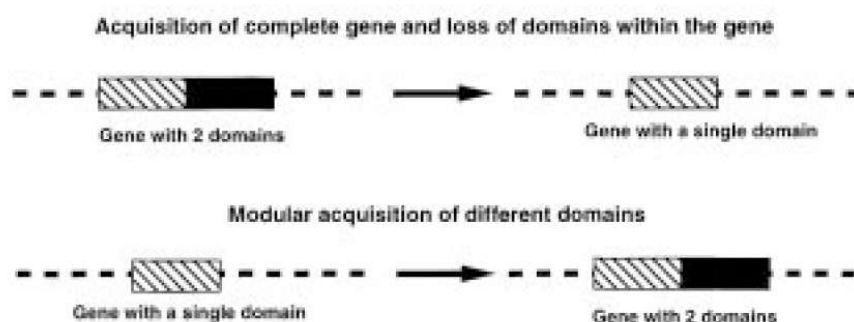 Acquisition of complete gene and loss of domains within the gene
Gene with 2 domains
Gene with a single domain
Modular acquisition of different domains
Gene with a single domain
Gene with 2 domains